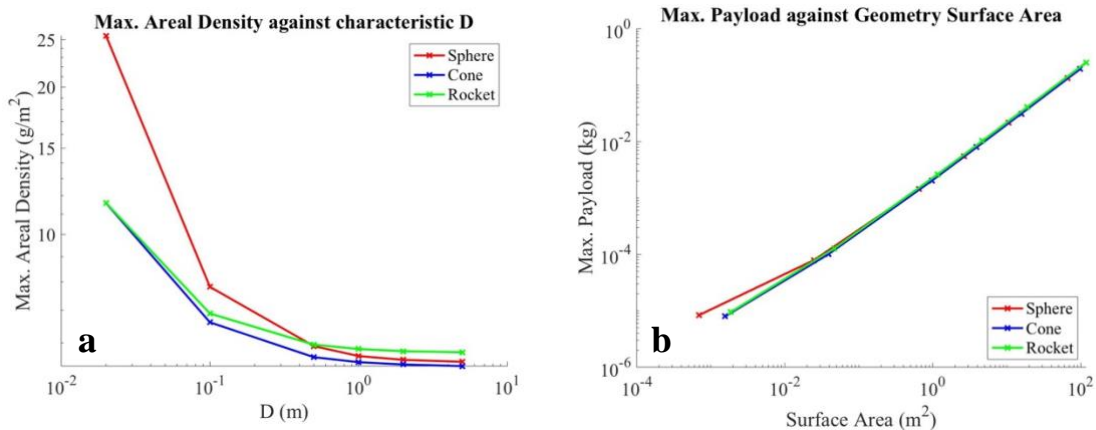 Max. Areal Density against characteristic D
25
20
15
10
Max. Areal Density (g/m²)
Sphere
Cone
Rocket
a
10⁻² 10⁻¹ 10⁰ 10¹
D (m)
Max. Payload against Geometry Surface Area
10⁰
10⁻²
10⁻⁴
10⁻⁶
Max. Payload (kg)
Sphere
Cone
Rocket
b
10⁻⁴ 10⁻² 10⁰ 10²
Surface Area (m²)